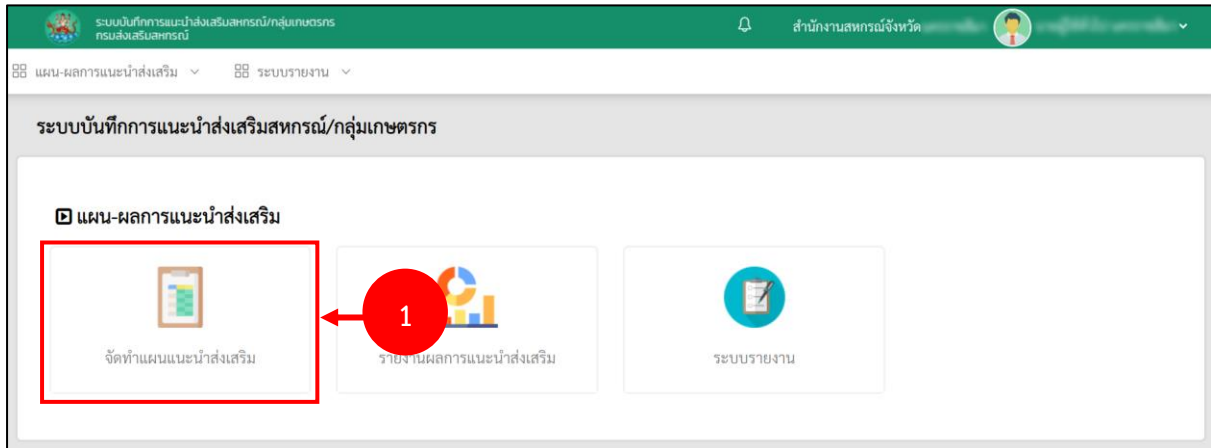 ระบบบันทึกการแนะนำส่งเสริมสหกรณ์/กลุ่มเกษตรกร
กรมส่งเสริมสหกรณ์
สำนักงานสหกรณ์จังหวัด
แผน-ผลการแนะนำส่งเสริม
ระบบรายงาน
ระบบบันทึกการแนะนำส่งเสริมสหกรณ์/กลุ่มเกษตรกร
แผน-ผลการแนะนำส่งเสริม
1
จัดทำแผนแนะนำส่งเสริม
รายงานผลการแนะนำส่งเสริม
ระบบรายงาน